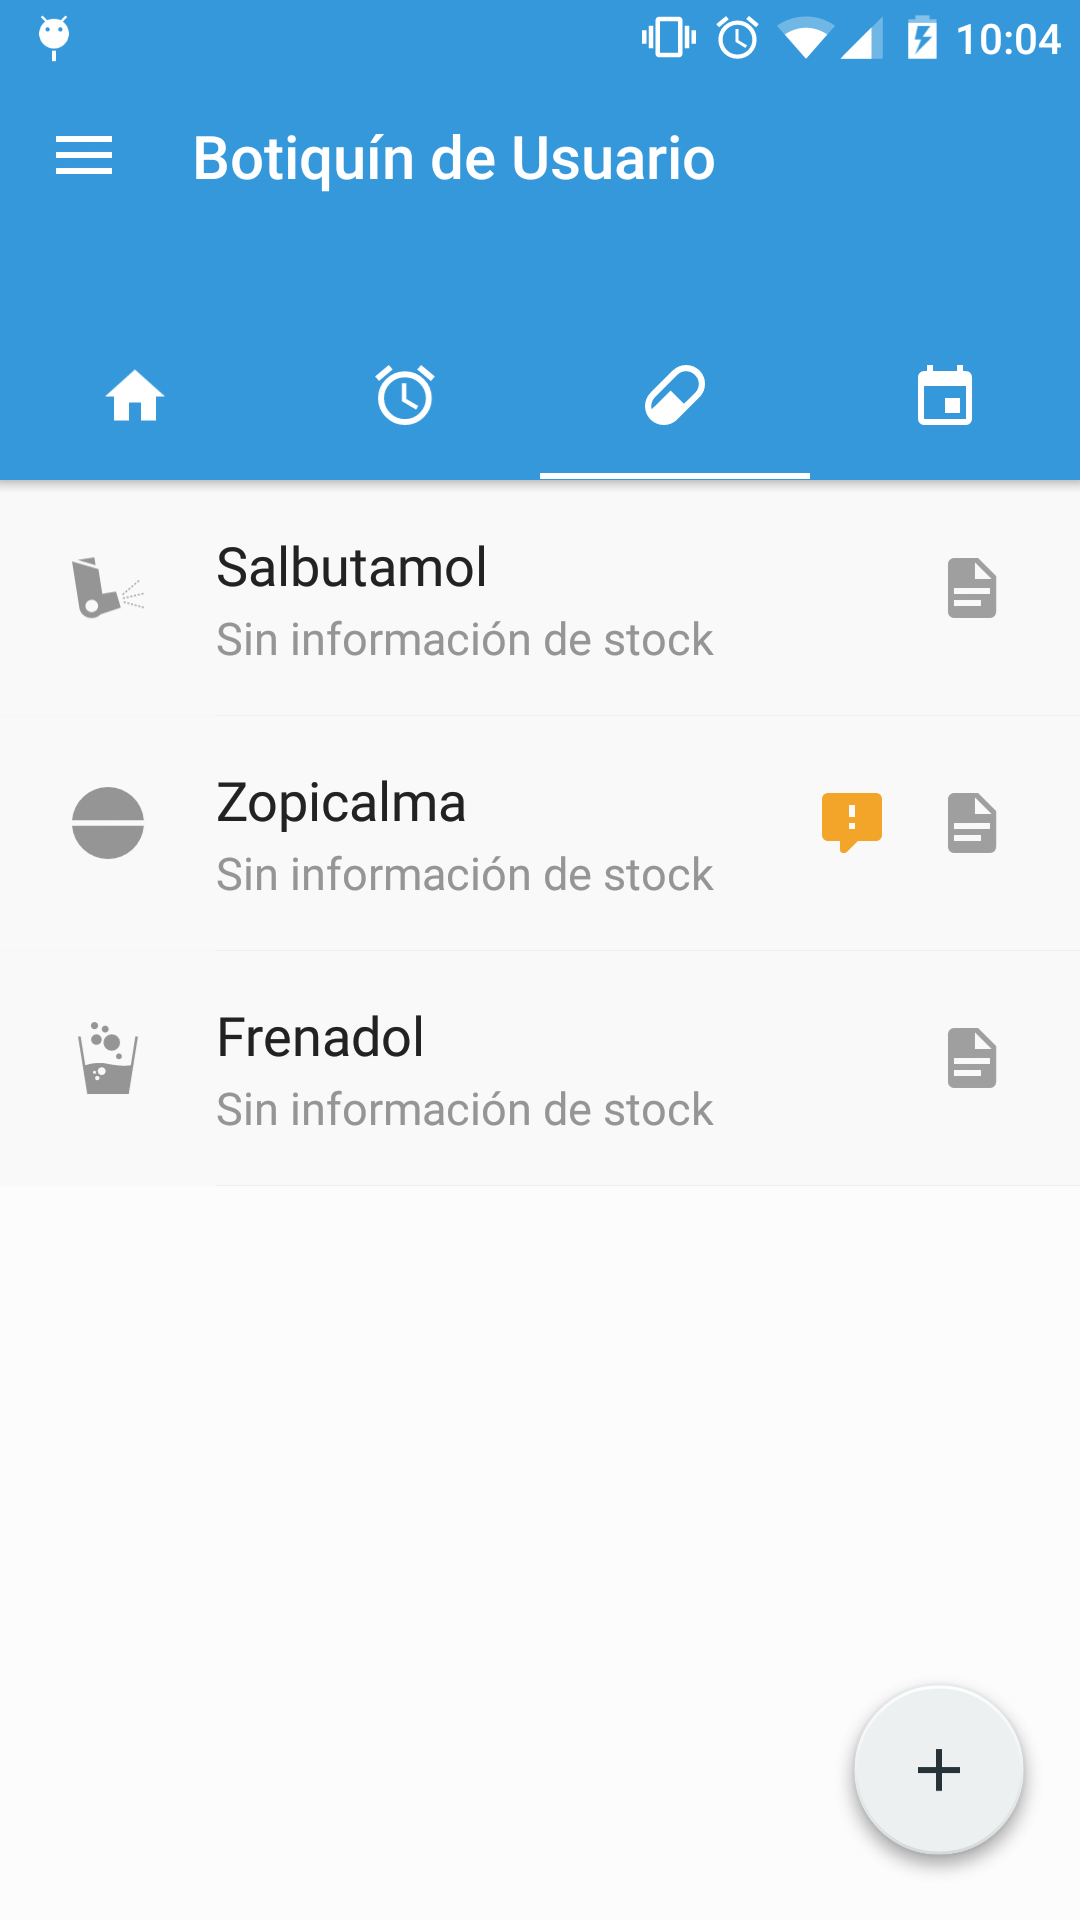 10:04
Botiquín de Usuario
Salbutamol
Sin información de stock
Zopicalma
Sin información de stock
Frenadol
Sin información de stock